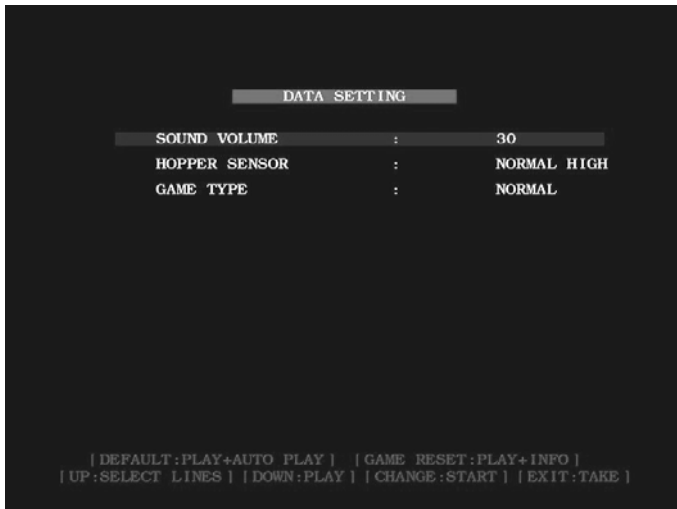 DATA SETTING
SOUND VOLUME : 30
HOPPER SENSOR : NORMAL HIGH
GAME TYPE : NORMAL
[DEFAULT:PLAY+AUTO PLAY] [GAME RESET:PLAY+INFO]
[UP:SELECT LINES] [DOWN:PLAY] [CHANGE:START] [EXIT:TAKE]